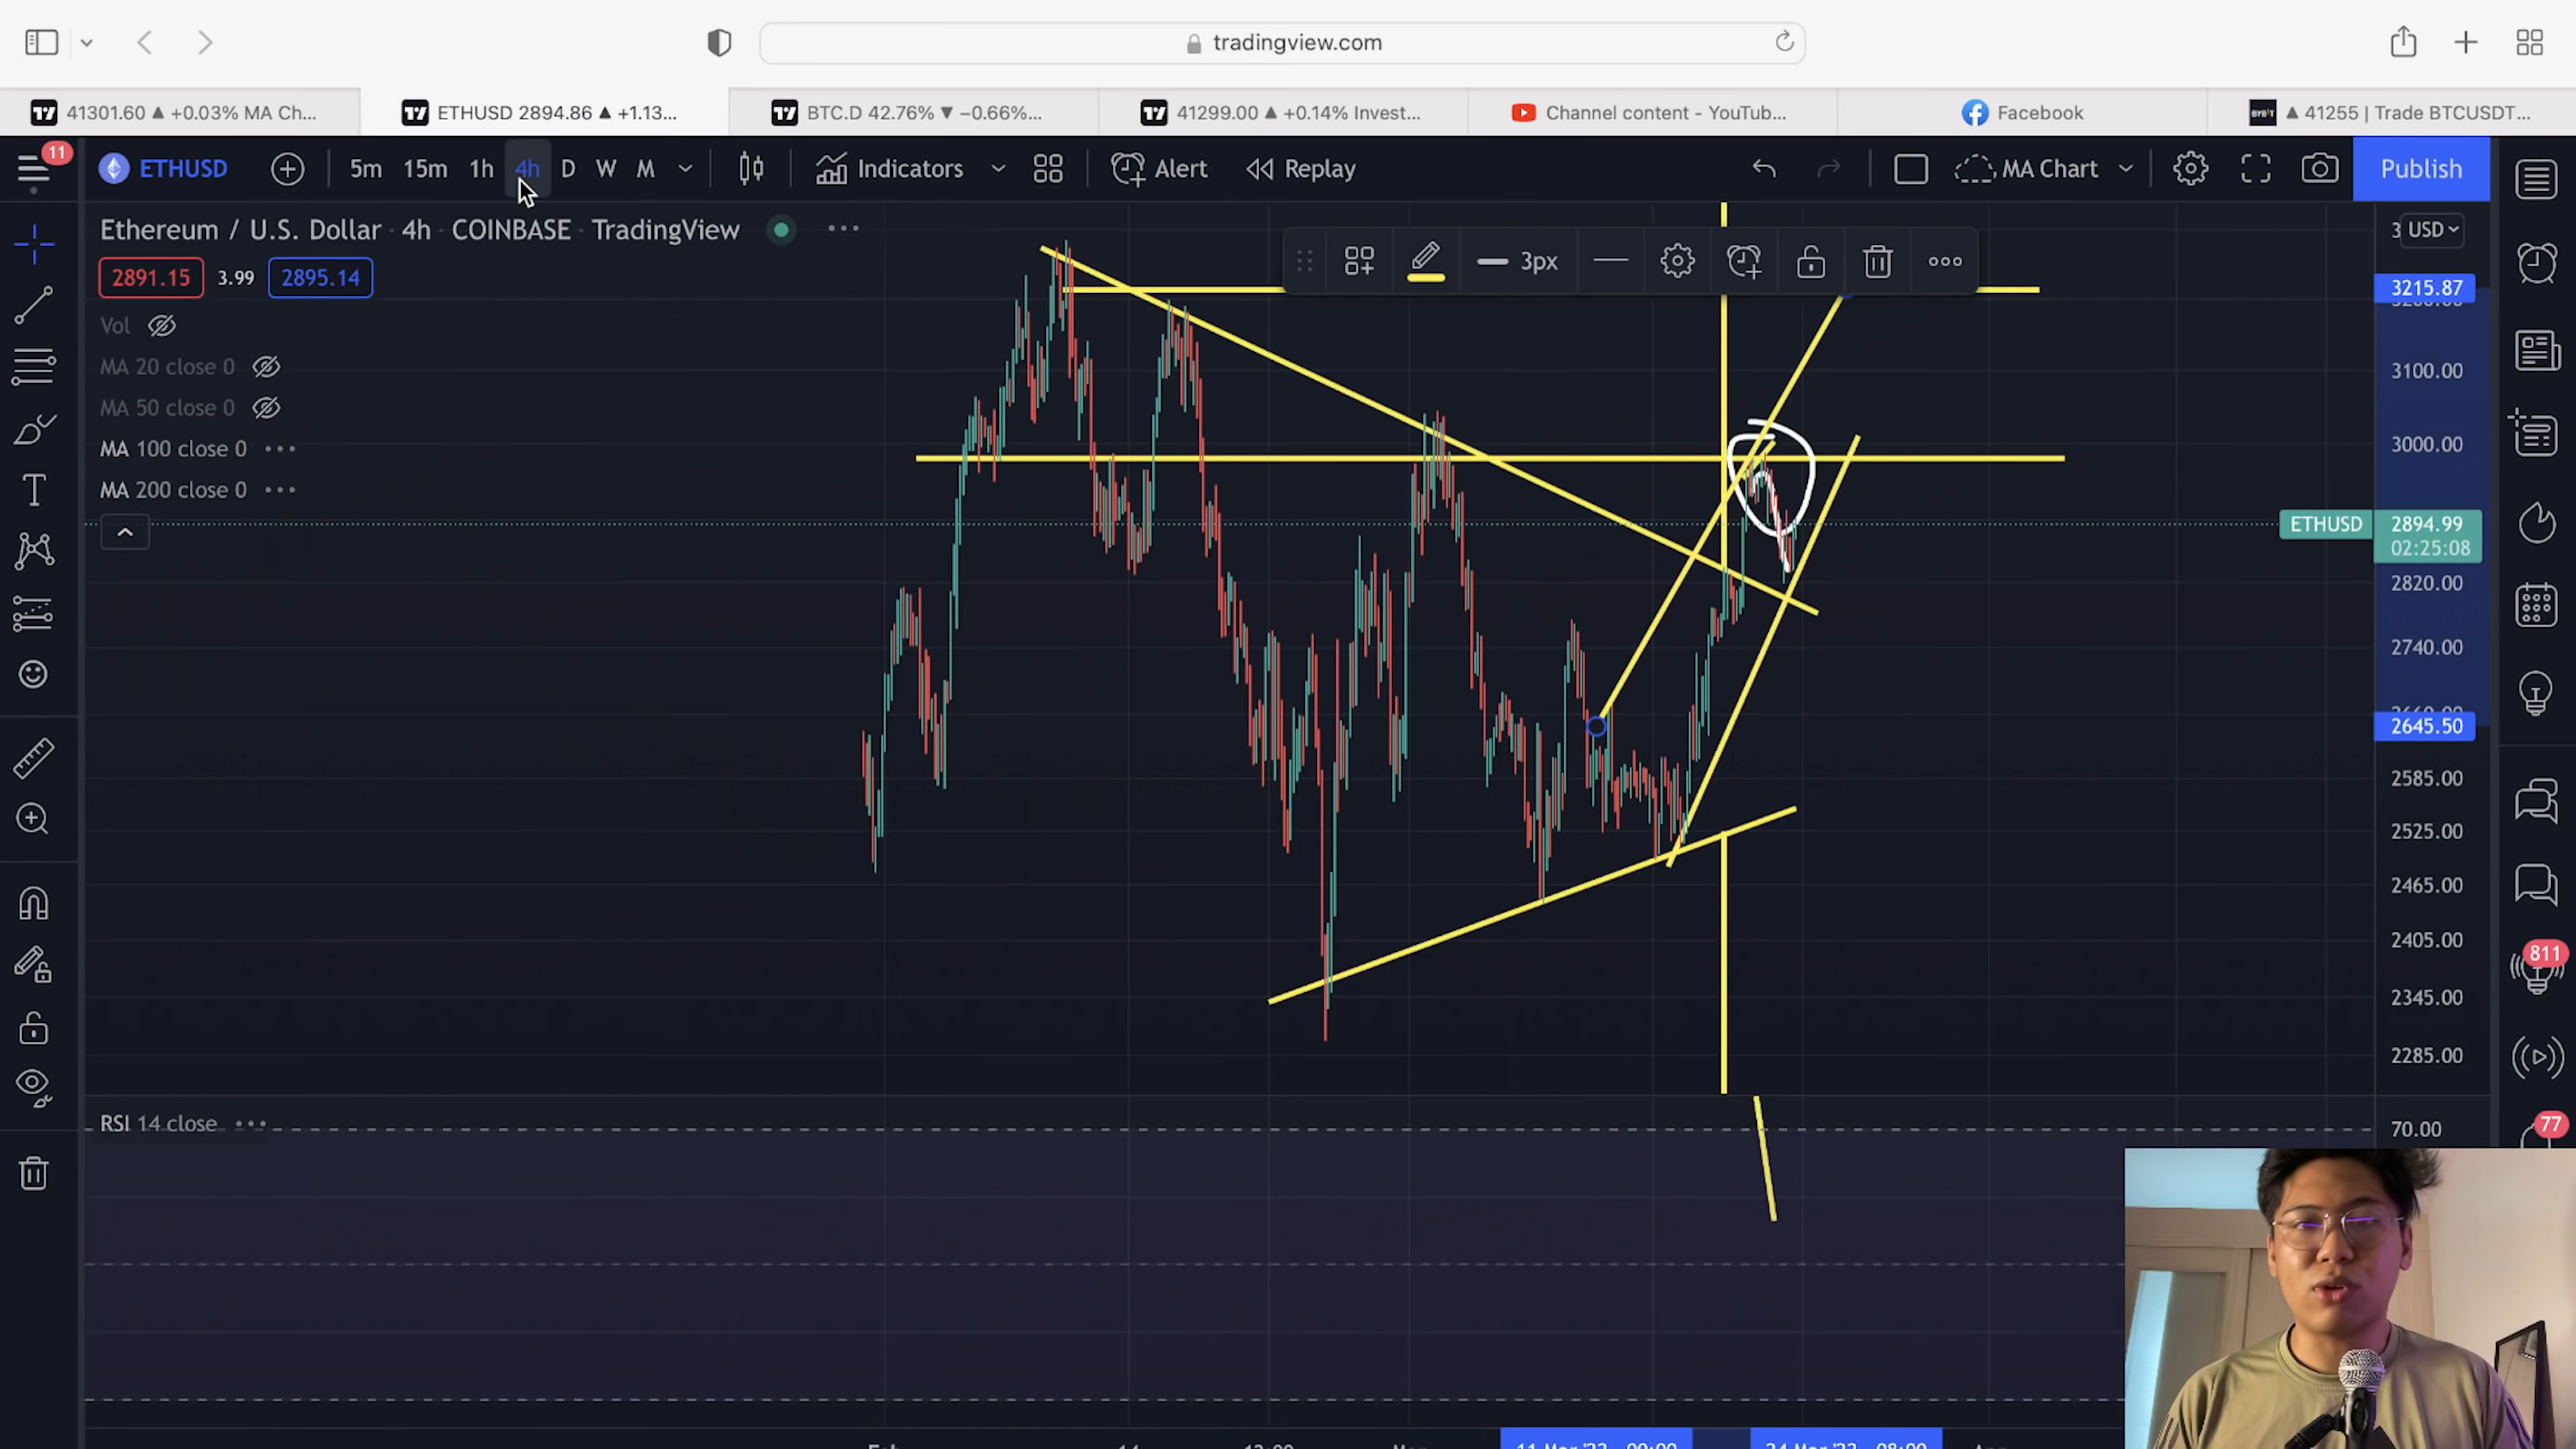 tradingview.com
41301.60 ▲ +0.03% MA Ch...
ETHUSD 2894.86 ▲ +1.13...
BTC.D 42.76% ▼ −0.66%...
41299.00 ▲ +0.14% Invest...
Channel content - YouTub...
Facebook
▲ 41255 | Trade BTCUSDT...
11
ETHUSD
5m 15m 1h 4h D W M
Indicators
Alert
Replay
MA Chart
Publish
Ethereum / U.S. Dollar · 4h · COINBASE · TradingView
2891.15 3.99 2895.14
Vol
MA 20 close 0
MA 50 close 0
MA 100 close 0
MA 200 close 0
3px
USD
3215.87
3100.00
3000.00
ETHUSD 2894.99
02:25:08
2820.00
2740.00
2645.50
2585.00
2525.00
2465.00
2405.00
2345.00
2285.00
811
77
RSI 14 close
70.00